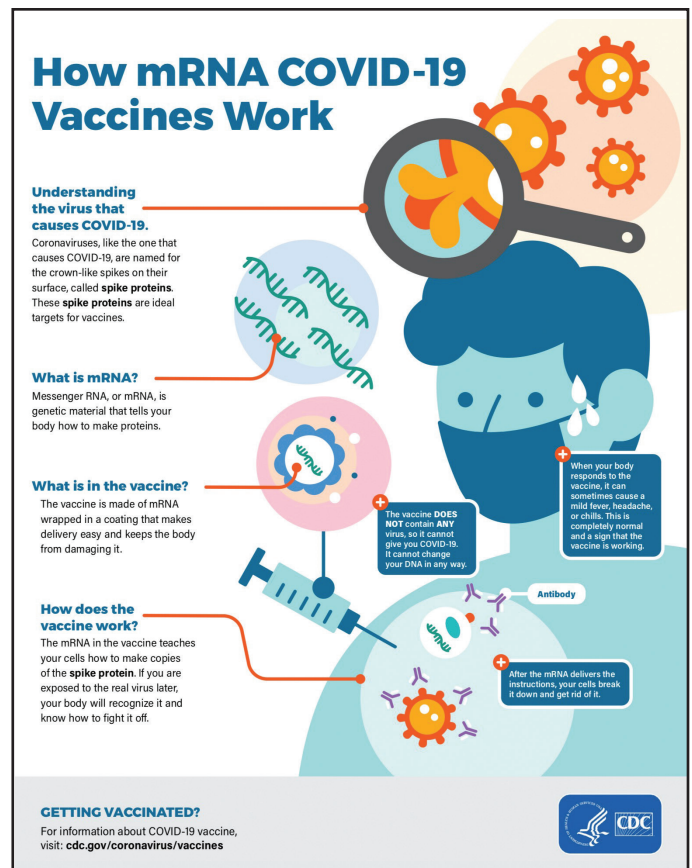 How mRNA COVID-19
Vaccines Work
Understanding
the virus that
causes COVID-19.
Coronaviruses, like the one that
causes COVID-19, are named for
the crown-like spikes on their
surface, called spike proteins.
These spike proteins are ideal
targets for vaccines.
What is mRNA?
Messenger RNA, or mRNA, is
genetic material that tells your
body how to make proteins.
What is in the vaccine?
The vaccine is made of mRNA
wrapped in a coating that makes
delivery easy and keeps the body
from damaging it.
The vaccine DOES
NOT contain ANY
virus, so it cannot
give you COVID-19.
It cannot change
your DNA in any way.
When your body
responds to the
vaccine, it can
sometimes cause a
mild fever, headache,
or chills. This is
completely normal
and a sign that the
vaccine is working.
How does the
vaccine work?
The mRNA in the vaccine teaches
your cells how to make copies
of the spike protein. If you are
exposed to the real virus later,
your body will recognize it and
know how to fight it off.
Antibody
After the mRNA delivers the
instructions, your cells break
it down and get rid of it.
GETTING VACCINATED?
For information about COVID-19 vaccine,
visit: cdc.gov/coronavirus/vaccines
CDC